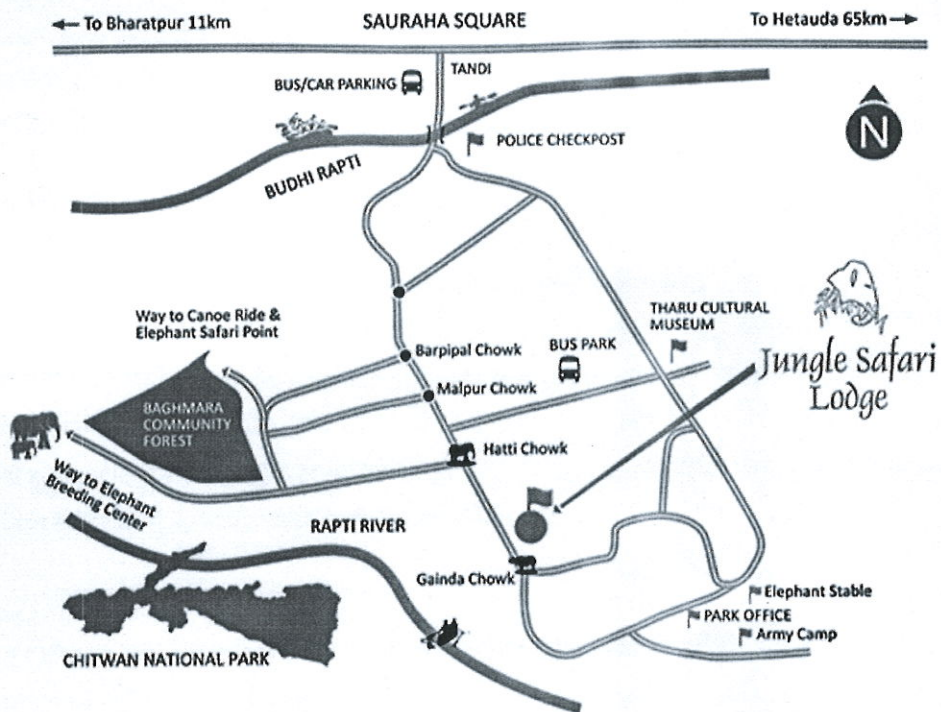 To Bharatpur 11km
SAURAHA SQUARE
To Hetauda 65km
BUS/CAR PARKING
TANDI
N
POLICE CHECKPOST
BUDHI RAPTI
Way to Canoe Ride &
Elephant Safari Point
THARU CULTURAL
MUSEUM
BUS PARK
Barpipal Chowk
Jungle Safari
Lodge
Malpur Chowk
BAGHMARA
COMMUNITY
FOREST
Hatti Chowk
Way to Elephant
Breeding Center
RAPTI RIVER
Gainda Chowk
Elephant Stable
PARK OFFICE
Army Camp
CHITWAN NATIONAL PARK